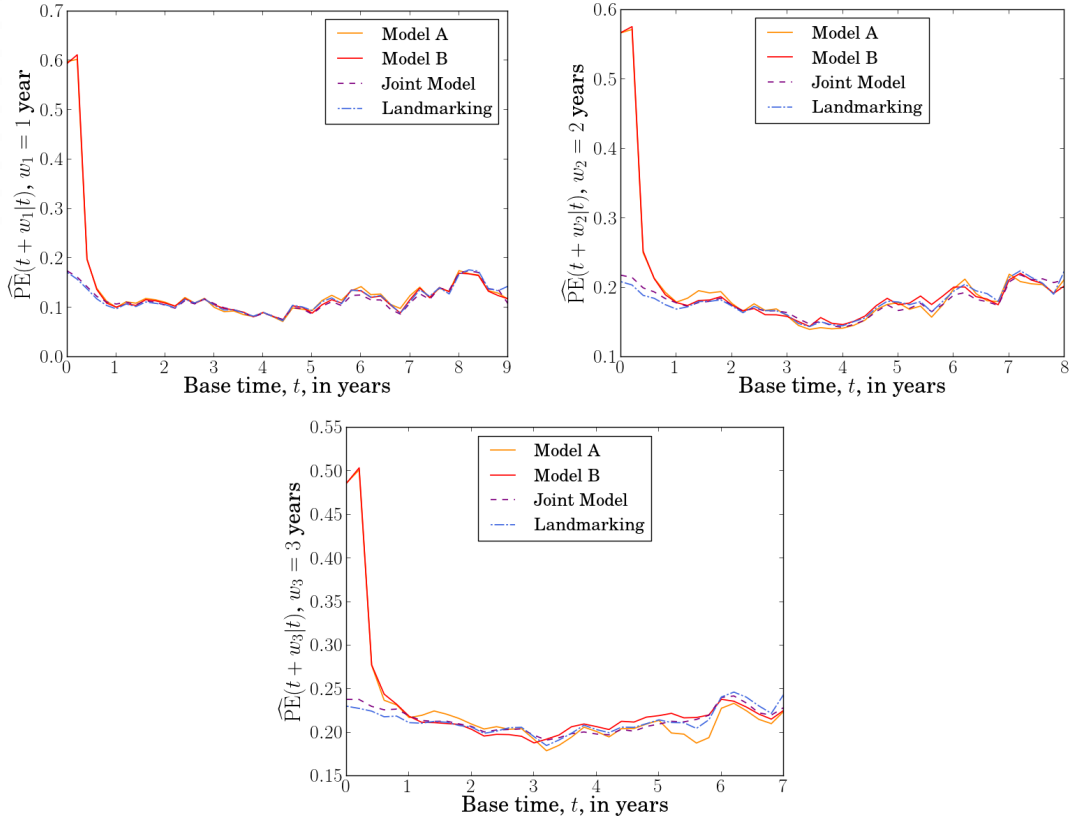 0.7
0.6
0.5
0.4
0.3
0.2
0.1
0.0
P̂E(t + w₁|t), w₁ = 1 year
Model A
Model B
Joint Model
Landmarking
0 1 2 3 4 5 6 7 8 9
Base time, t, in years
0.6
0.5
0.4
0.3
0.2
0.1
P̂E(t + w₂|t), w₂ = 2 years
Model A
Model B
Joint Model
Landmarking
0 1 2 3 4 5 6 7 8
Base time, t, in years
0.55
0.50
0.45
0.40
0.35
0.30
0.25
0.20
0.15
P̂E(t + w₃|t), w₃ = 3 years
Model A
Model B
Joint Model
Landmarking
0 1 2 3 4 5 6 7
Base time, t, in years